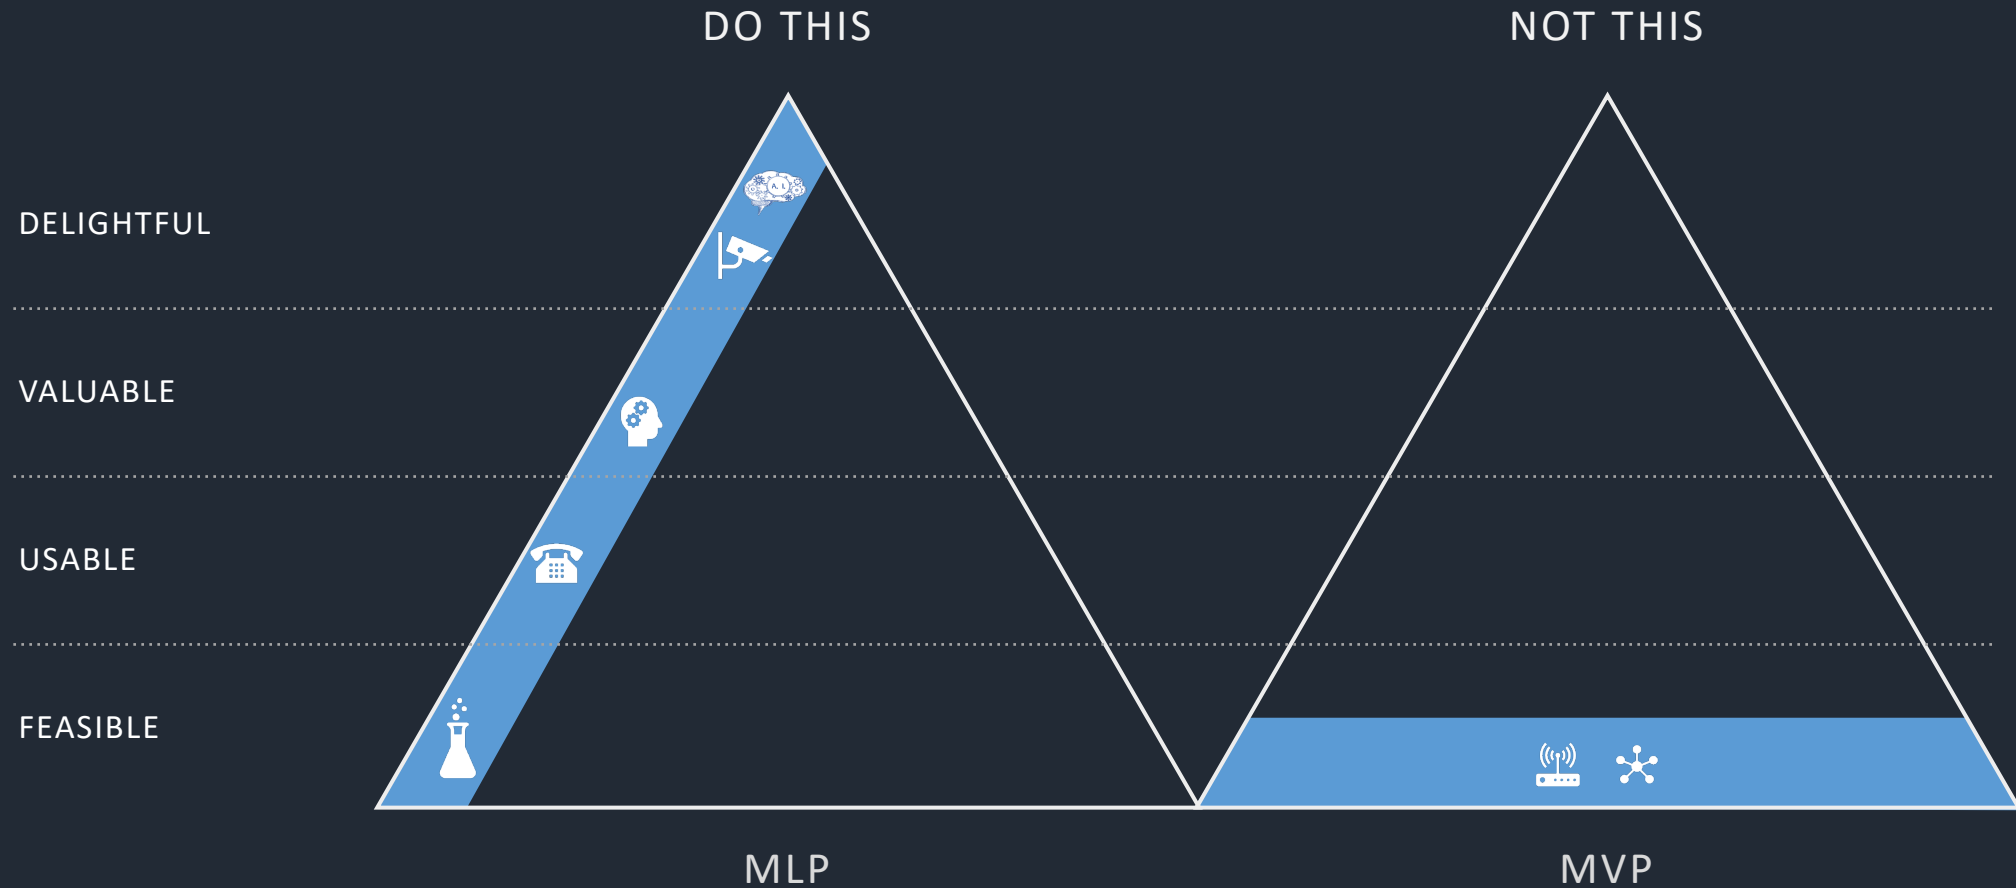 DO THIS
NOT THIS
A. I.
DELIGHTFUL
VALUABLE
USABLE
FEASIBLE
MLP
MVP